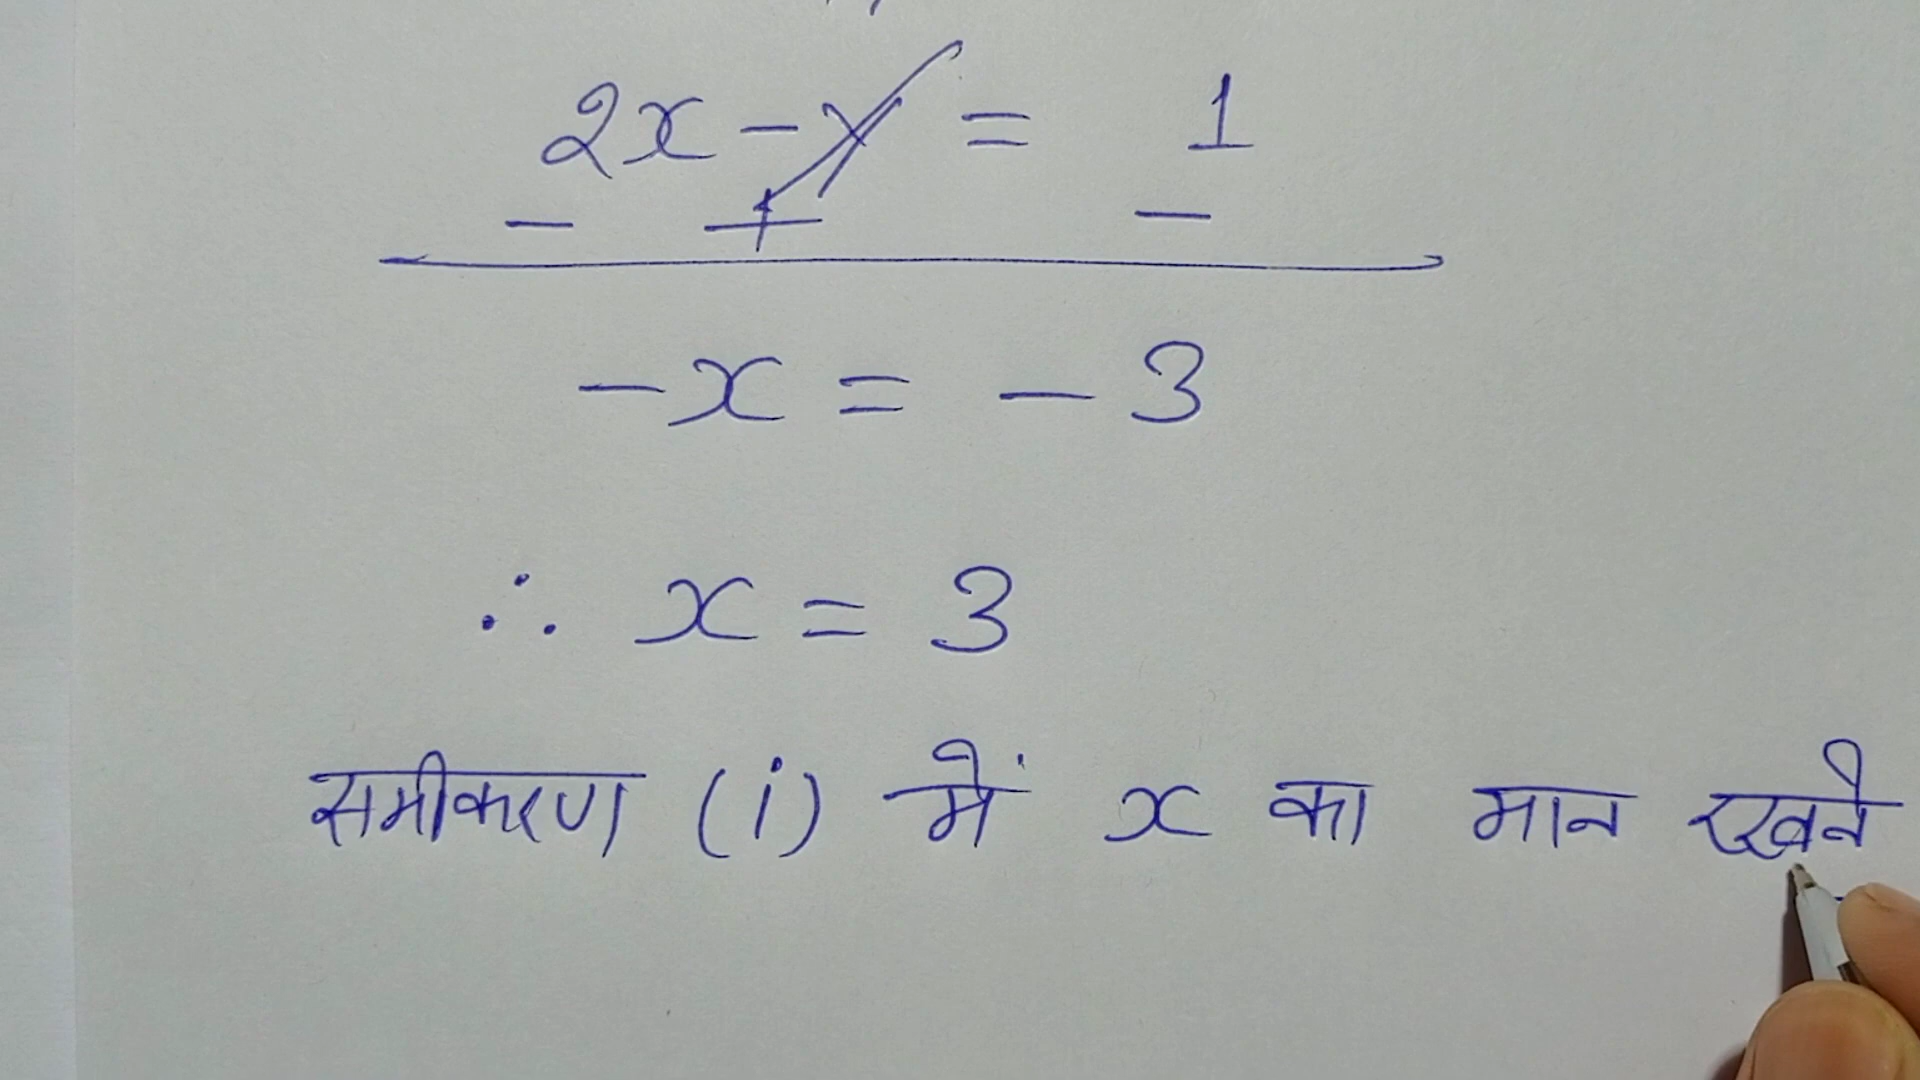 2x - y = 1
- + -
-x = -3
∴ x = 3
समीकरण (i) में x का मान रखने